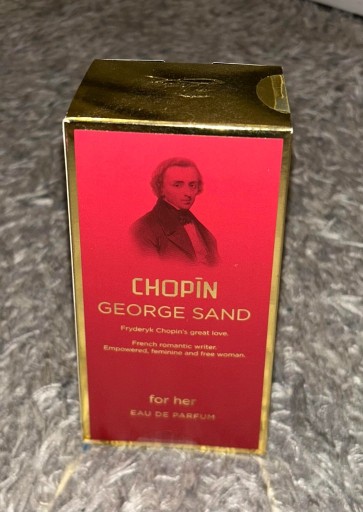 CHOPĪN
GEORGE SAND
Fryderyk Chopin's great love.
French romantic writer.
Empowered, feminine and free woman.
for her
EAU DE PARFUM